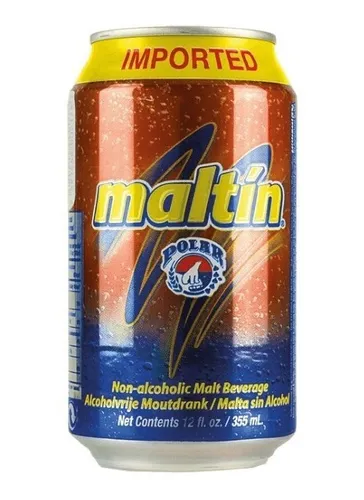 IMPORTED
maltín®
POLAR
Non-alcoholic Malt Beverage
Alcoholvrije Moutdrank / Malta sin Alcohol
Net Contents 12 fl. oz. / 355 mL.